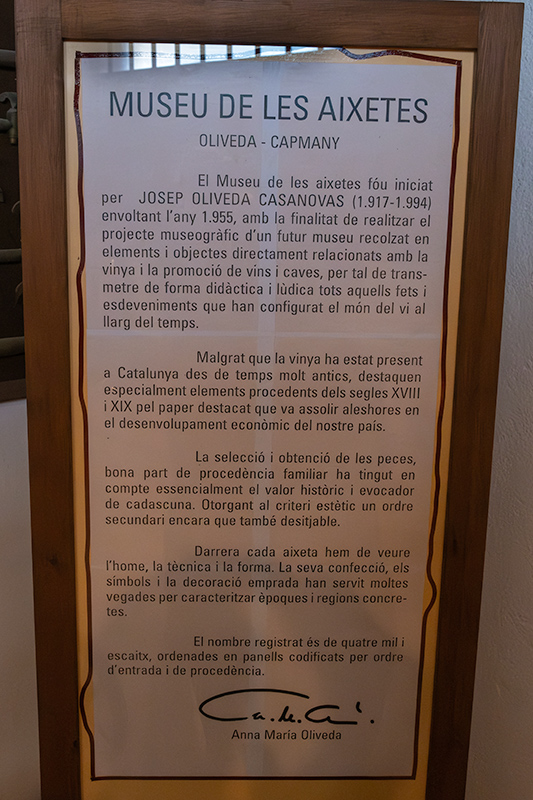 MUSEU DE LES AIXETES
OLIVEDA - CAPMANY
El Museu de les aixetes fóu iniciat
per JOSEP OLIVEDA CASANOVAS (1.917-1.994)
envoltant l'any 1.955, amb la finalitat de realitzar el
projecte museogràfic d'un futur museu recolzat en
elements i objectes directament relacionats amb la
vinya i la promoció de vins i caves, per tal de trans-
metre de forma didàctica i lúdica tots aquells fets i
esdeveniments que han configurat el món del vi al
llarg del temps.
Malgrat que la vinya ha estat present
a Catalunya des de temps molt antics, destaquen
especialment elements procedents dels segles XVIII
i XIX pel paper destacat que va assolir aleshores en
el desenvolupament econòmic del nostre país.
La selecció i obtenció de les peces,
bona part de procedència familiar ha tingut en
compte essencialment el valor històric i evocador
de cadascuna. Otorgant al criteri estètic un ordre
secundari encara que també desitjable.
Darrera cada aixeta hem de veure
l'home, la tècnica i la forma. La seva confecció, els
símbols i la decoració emprada han servit moltes
vegades per caracteritzar èpoques i regions concre-
tes.
El nombre registrat és de quatre mil i
escaitx, ordenades en panells codificats per ordre
d'entrada i de procedència.
Anna María Oliveda